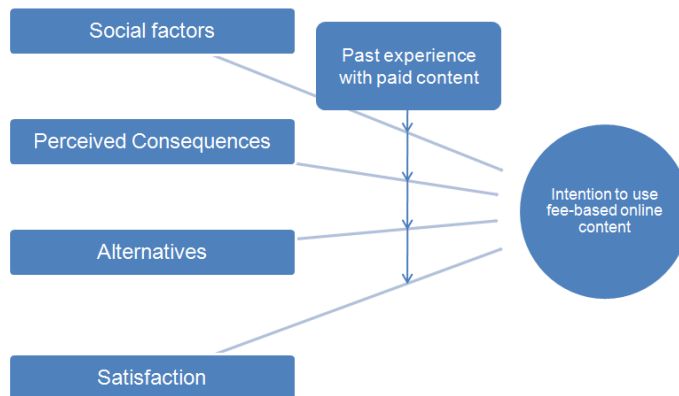 Social factors
Past experience
with paid content
Perceived Consequences
Intention to use
fee-based online
content
Alternatives
Satisfaction